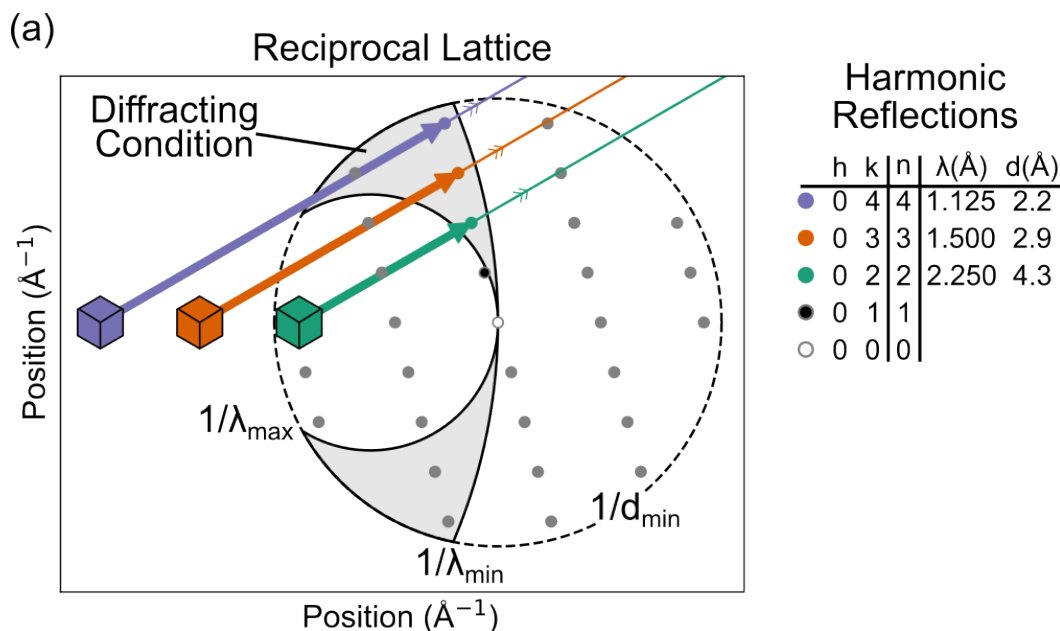 (a)
Reciprocal Lattice
Diffracting
Condition
1/λmax
1/dmin
1/λmin
Position (Å⁻¹)
Position (Å⁻¹)
Harmonic
Reflections
h k n λ(Å) d(Å)
0 4 4 1.125 2.2
0 3 3 1.500 2.9
0 2 2 2.250 4.3
0 1 1
0 0 0